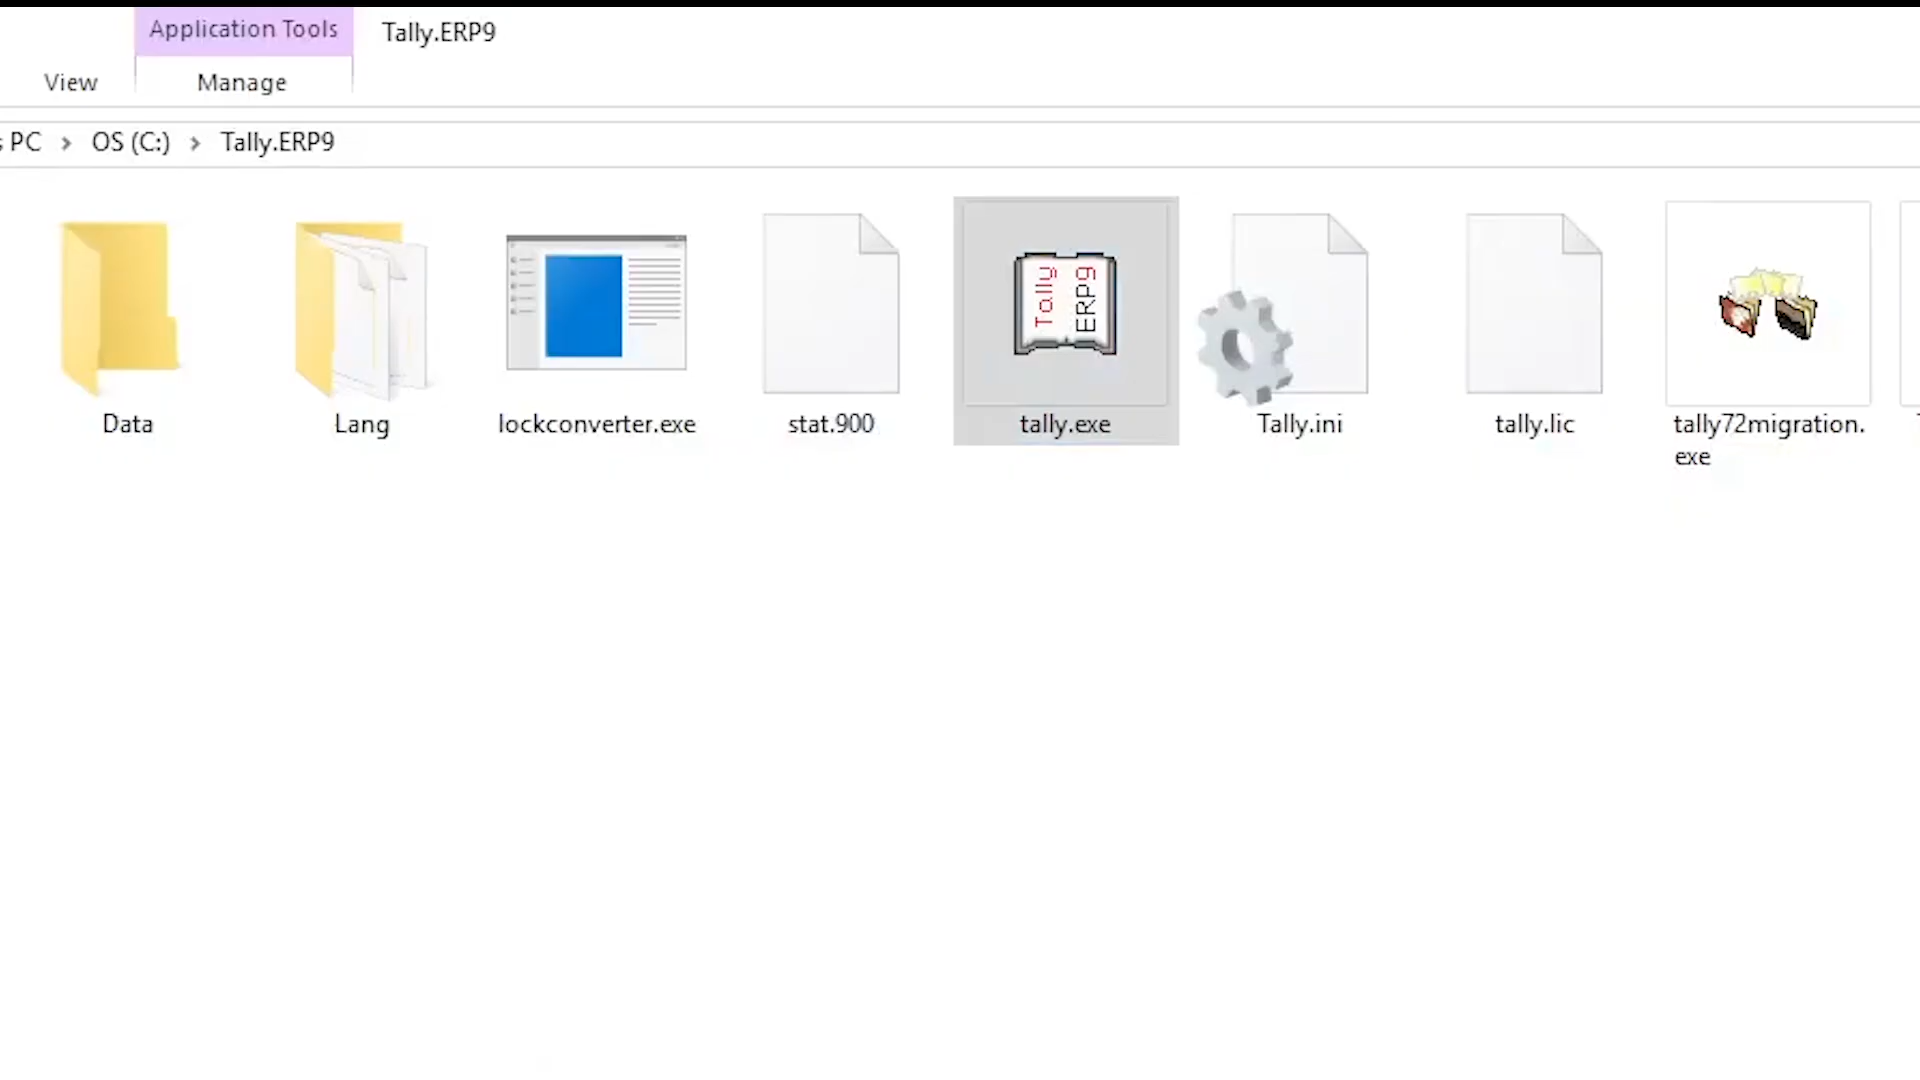 Application Tools
Tally.ERP9
View
Manage
PC > OS (C:) > Tally.ERP9
Tally
ERP9
Data
Lang
lockconverter.exe
stat.900
tally.exe
Tally.ini
tally.lic
tally72migration.
exe